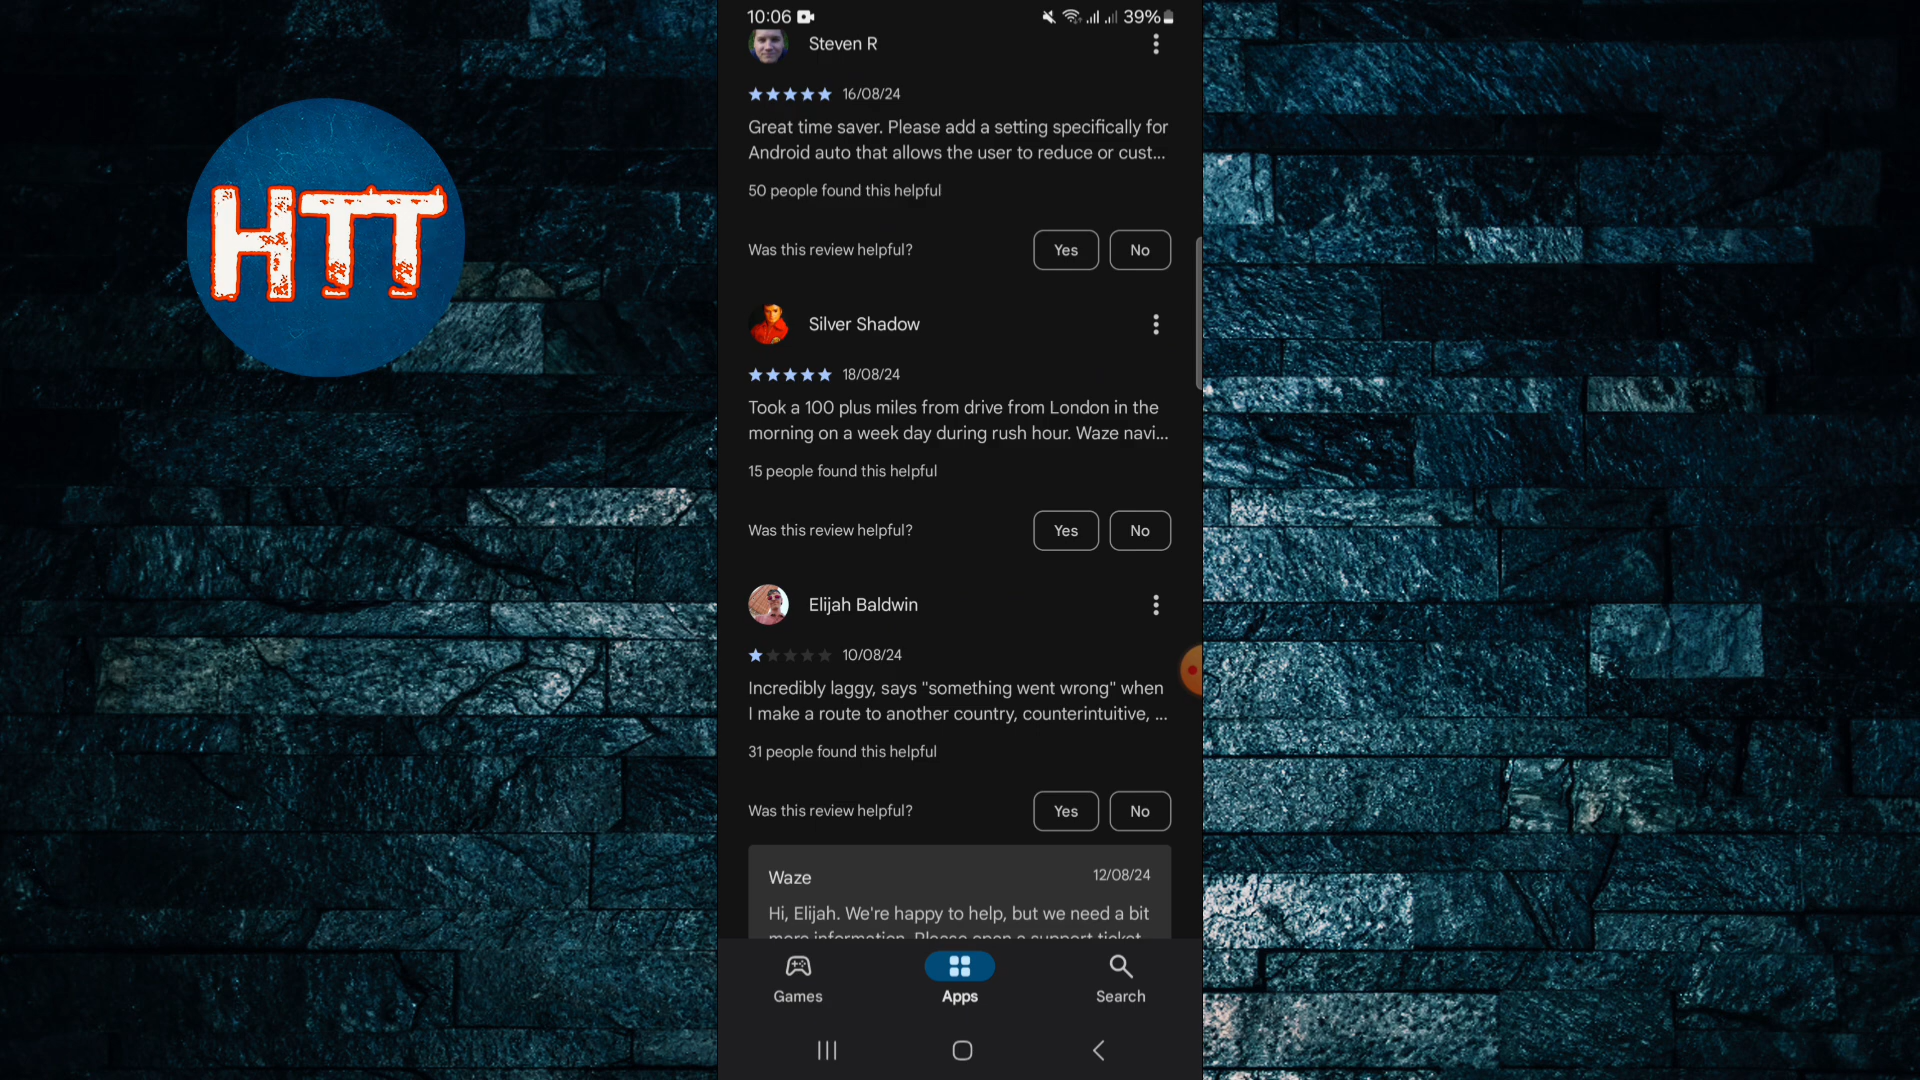 HTT
10:06
39%
Steven R
16/08/24
Great time saver. Please add a setting specifically for
Android auto that allows the user to reduce or cust...
50 people found this helpful
Was this review helpful?
Yes
No
Silver Shadow
18/08/24
Took a 100 plus miles from drive from London in the
morning on a week day during rush hour. Waze navi...
15 people found this helpful
Was this review helpful?
Yes
No
Elijah Baldwin
10/08/24
Incredibly laggy, says "something went wrong" when
I make a route to another country, counterintuitive, ...
31 people found this helpful
Was this review helpful?
Yes
No
Waze
12/08/24
Hi, Elijah. We're happy to help, but we need a bit
more information. Please open a support ticket
Games
Apps
Search